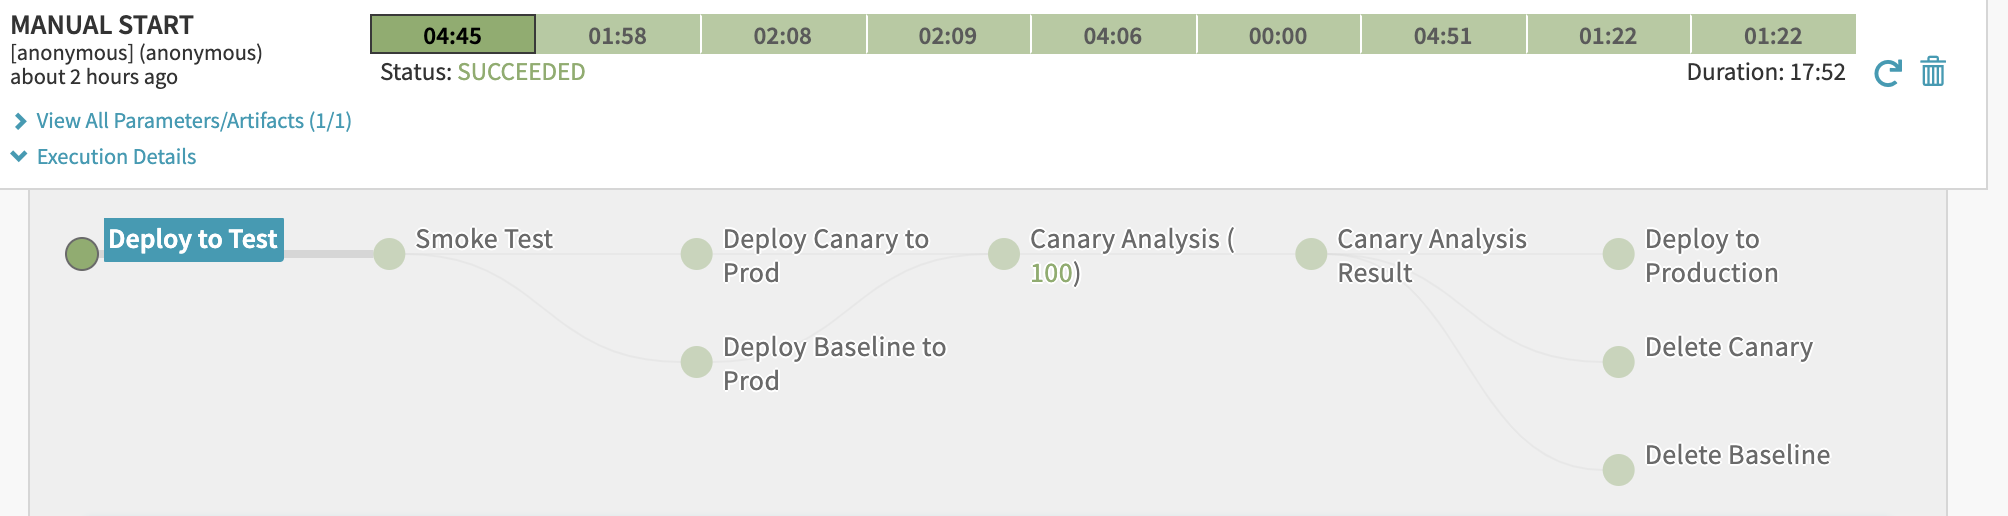 MANUAL START
[anonymous] (anonymous)
about 2 hours ago
04:45 01:58 02:08 02:09 04:06 00:00 04:51 01:22 01:22
Status: SUCCEEDED
Duration: 17:52
View All Parameters/Artifacts (1/1)
Execution Details
Deploy to Test
Smoke Test
Deploy Canary to
Prod
Deploy Baseline to
Prod
Canary Analysis (
100)
Canary Analysis
Result
Deploy to
Production
Delete Canary
Delete Baseline